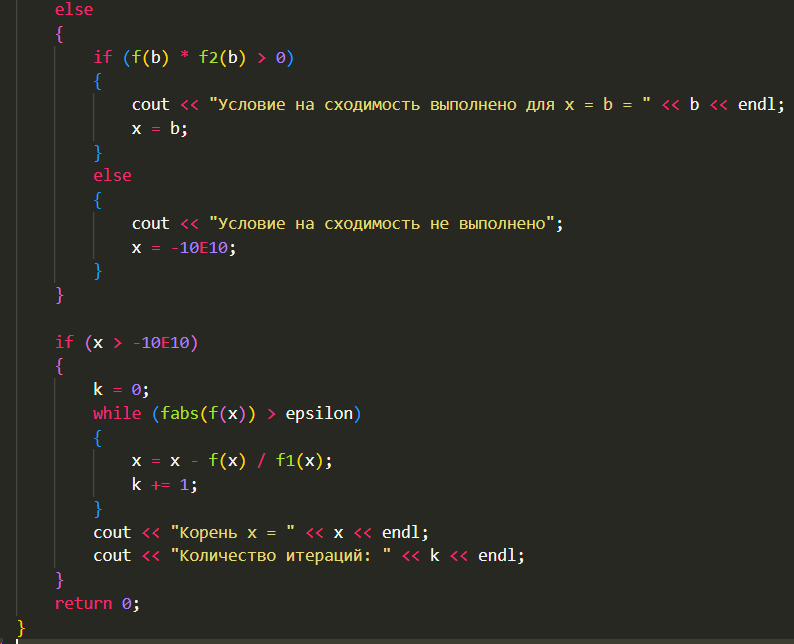 else
{
if (f(b) * f2(b) > 0)
{
cout << "Условие на сходимость выполнено для x = b = " << b << endl;
x = b;
}
else
{
cout << "Условие на сходимость не выполнено";
x = -10E10;
}
}
if (x > -10E10)
{
k = 0;
while (fabs(f(x)) > epsilon)
{
x = x - f(x) / f1(x);
k += 1;
}
cout << "Корень x = " << x << endl;
cout << "Количество итераций: " << k << endl;
}
return 0;
}